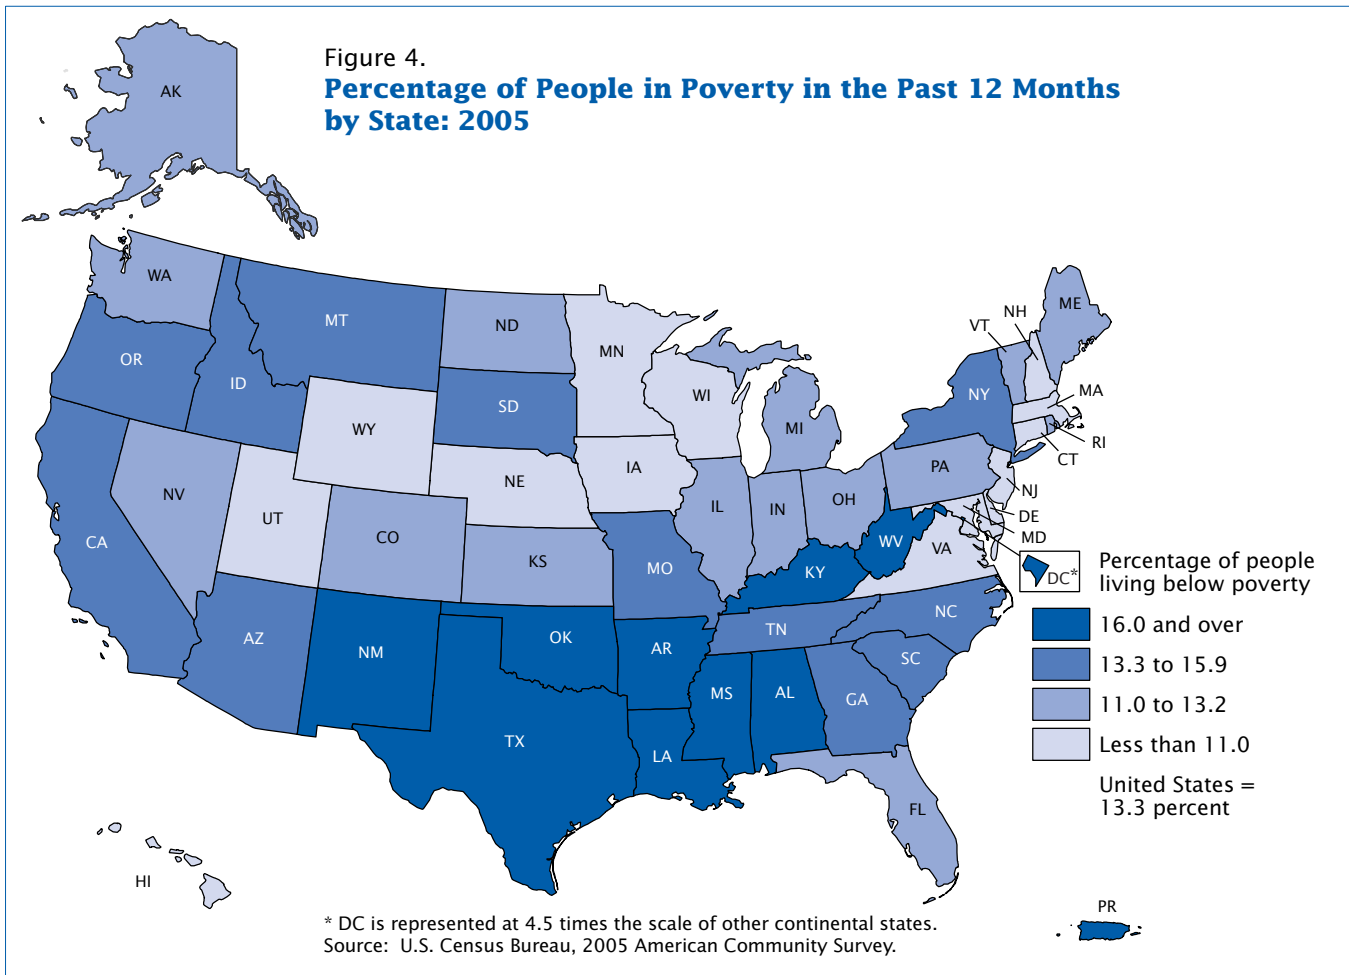 Figure 4.
Percentage of People in Poverty in the Past 12 Months
by State: 2005
AK
WA
MT
ND
MN
OR
ID
SD
WI
MI
WY
NE
IA
NY
VT
NH
ME
MA
RI
CT
PA
NJ
DE
MD
DC*
NV
UT
CO
KS
IL
IN
OH
WV
VA
CA
MO
KY
AZ
NM
OK
AR
TN
NC
SC
MS
AL
GA
TX
LA
FL
HI
PR
Percentage of people
living below poverty
16.0 and over
13.3 to 15.9
11.0 to 13.2
Less than 11.0
United States =
13.3 percent
* DC is represented at 4.5 times the scale of other continental states.
Source: U.S. Census Bureau, 2005 American Community Survey.